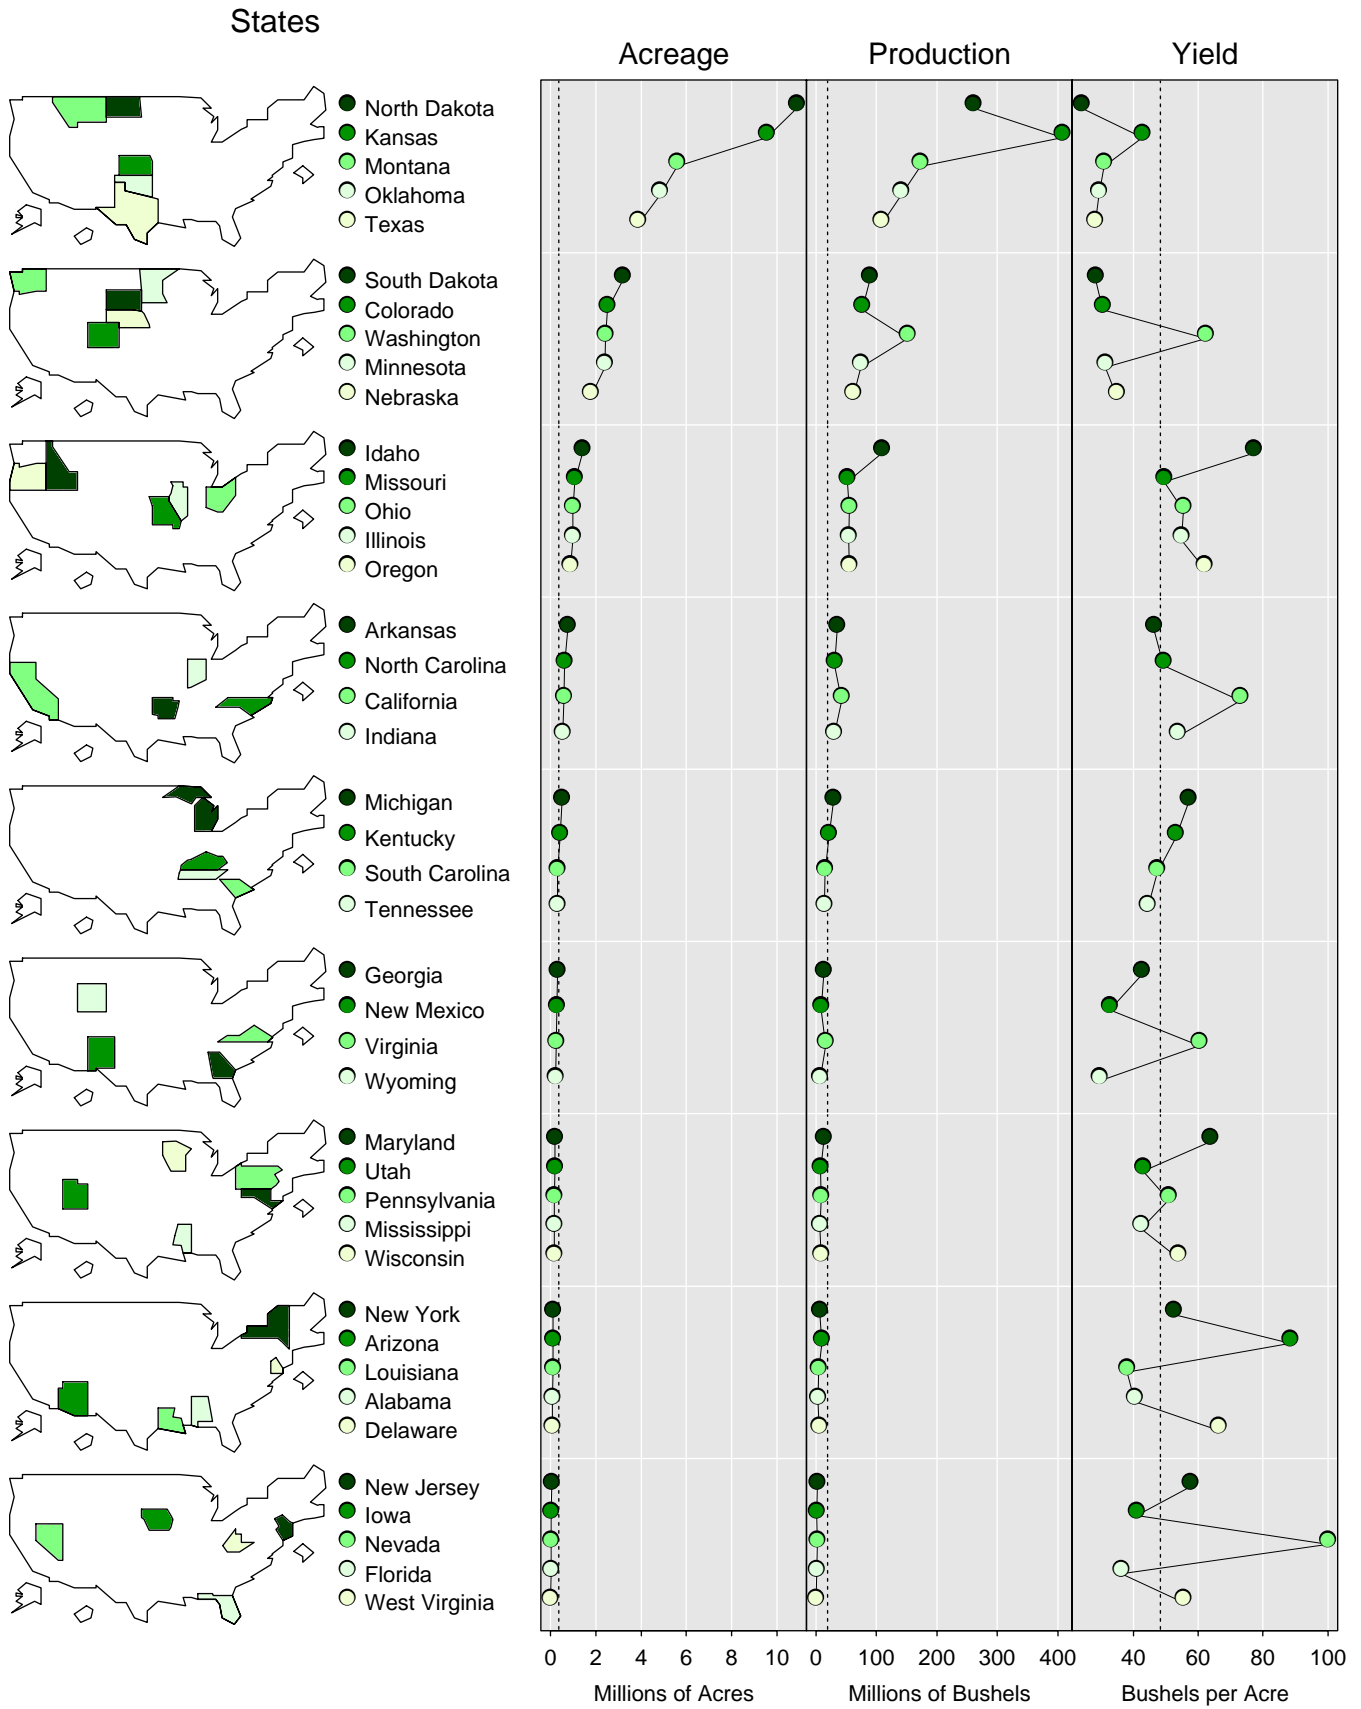 States
Acreage
Production
Yield
North Dakota
Kansas
Montana
Oklahoma
Texas
South Dakota
Colorado
Washington
Minnesota
Nebraska
Idaho
Missouri
Ohio
Illinois
Oregon
Arkansas
North Carolina
California
Indiana
Michigan
Kentucky
South Carolina
Tennessee
Georgia
New Mexico
Virginia
Wyoming
Maryland
Utah
Pennsylvania
Mississippi
Wisconsin
New York
Arizona
Louisiana
Alabama
Delaware
New Jersey
Iowa
Nevada
Florida
West Virginia
0 2 4 6 8 10
0 100 200 300 400
40 60 80 100
Millions of Acres
Millions of Bushels
Bushels per Acre